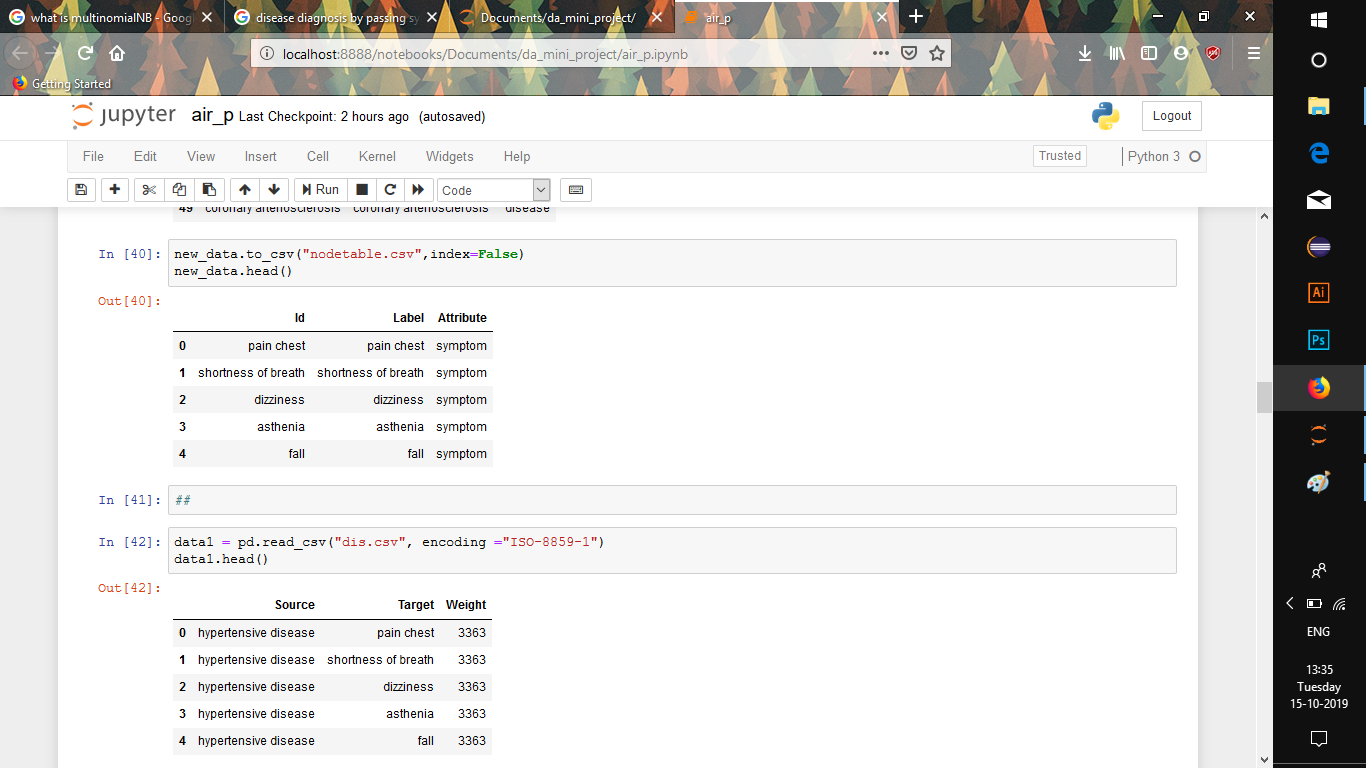 what is multinomialNB - Goog
disease diagnosis by passing sy
Documents/da_mini_project/
air_p
localhost:8888/notebooks/Documents/da_mini_project/air_p.ipynb
Getting Started
jupyter air_p Last Checkpoint: 2 hours ago (autosaved)
Logout
File Edit View Insert Cell Kernel Widgets Help
Trusted
Python 3
Run
Code
49 coronary arteriosclerosis coronary arteriosclerosis disease
In [40]: new_data.to_csv("nodetable.csv",index=False)
new_data.head()
Out[40]:
Id Label Attribute
0 pain chest pain chest symptom
1 shortness of breath shortness of breath symptom
2 dizziness dizziness symptom
3 asthenia asthenia symptom
4 fall fall symptom
In [41]: ##
In [42]: data1 = pd.read_csv("dis.csv", encoding ="ISO-8859-1")
data1.head()
Out[42]:
Source Target Weight
0 hypertensive disease pain chest 3363
1 hypertensive disease shortness of breath 3363
2 hypertensive disease dizziness 3363
3 hypertensive disease asthenia 3363
4 hypertensive disease fall 3363
Ai
Ps
ENG
13:35
Tuesday
15-10-2019